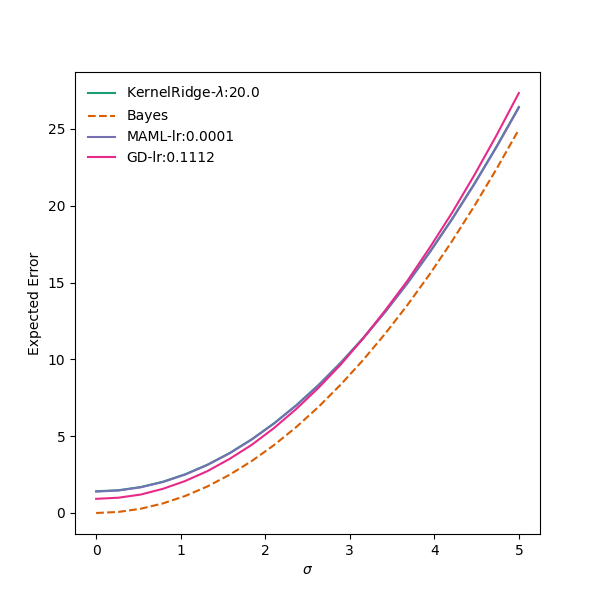 KernelRidge-λ:20.0
Bayes
MAML-lr:0.0001
GD-lr:0.1112
Expected Error
25
20
15
10
5
0
0 1 2 3 4 5
σ